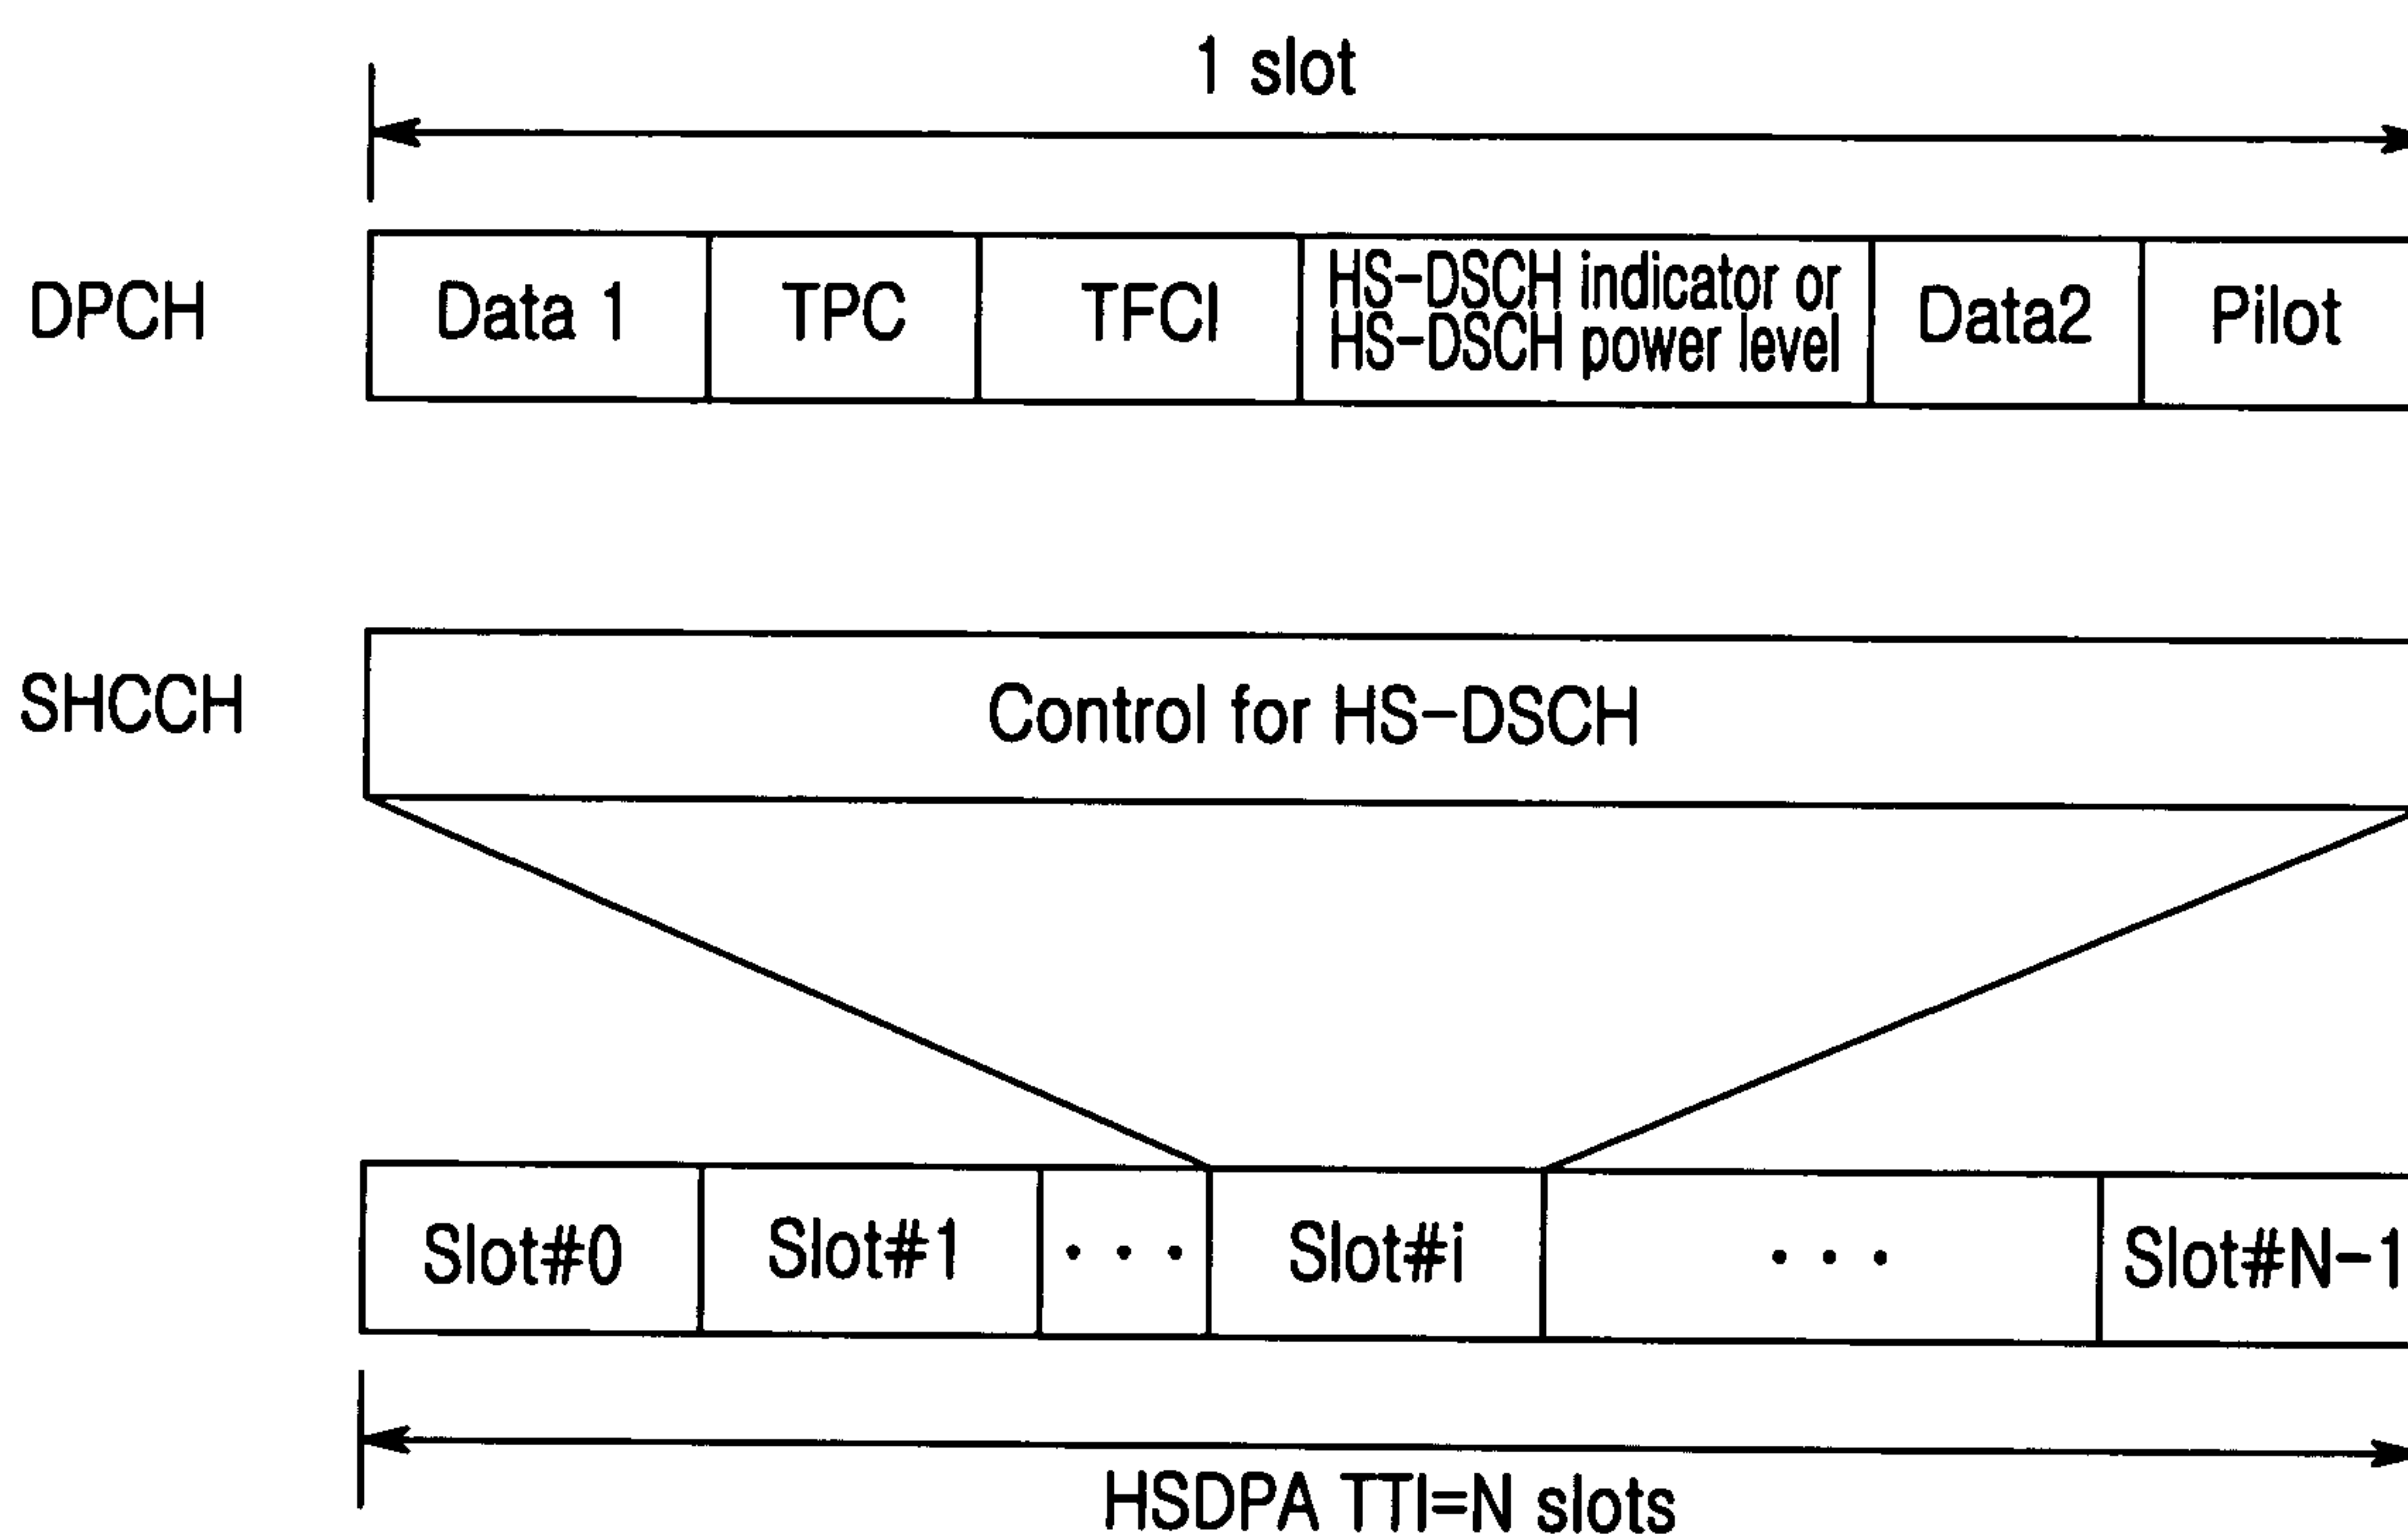 1 slot
DPCH
Data 1
TPC
TFCI
HS-DSCH indicator or
HS-DSCH power level
Data2
Pilot
SHCCH
Control for HS-DSCH
Slot#0
Slot#1
• • •
Slot#i
• • •
Slot#N-1
HSDPA TTI=N slots